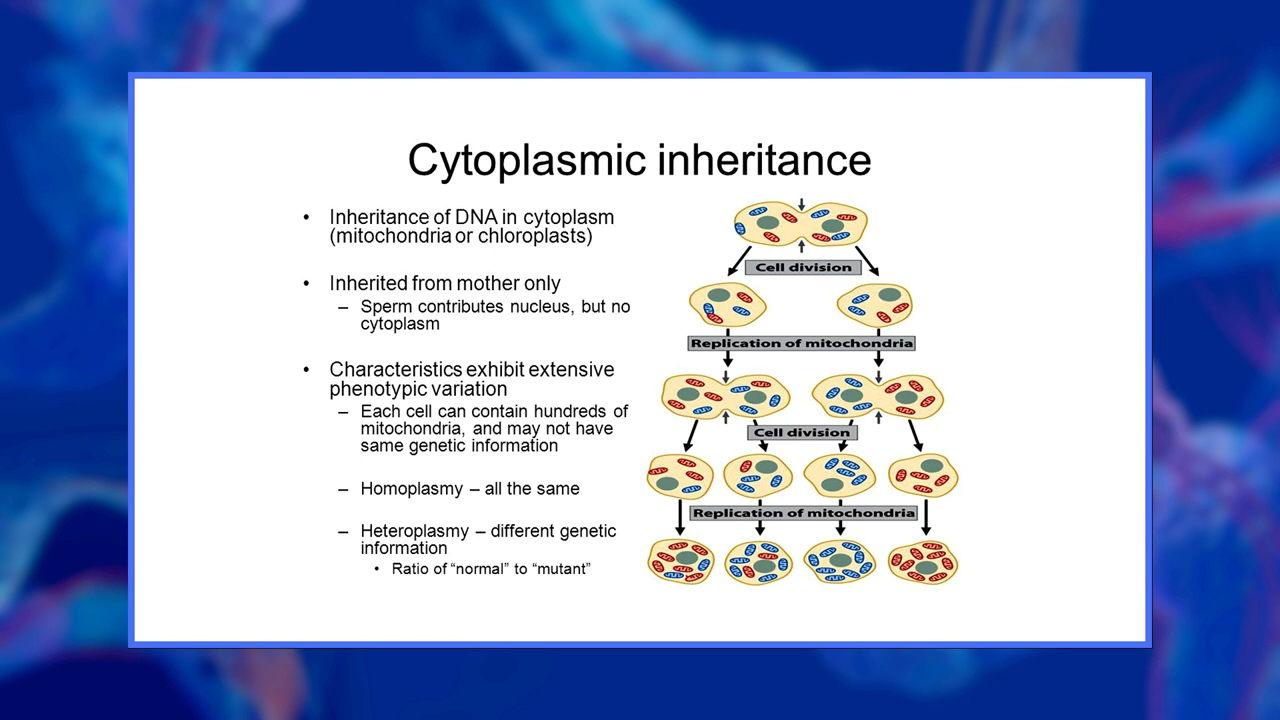 Cytoplasmic inheritance
• Inheritance of DNA in cytoplasm
(mitochondria or chloroplasts)
• Inherited from mother only
– Sperm contributes nucleus, but no
cytoplasm
• Characteristics exhibit extensive
phenotypic variation
– Each cell can contain hundreds of
mitochondria, and may not have
same genetic information
– Homoplasmy – all the same
– Heteroplasmy – different genetic
information
• Ratio of “normal” to “mutant”
Cell division
Replication of mitochondria
Cell division
Replication of mitochondria